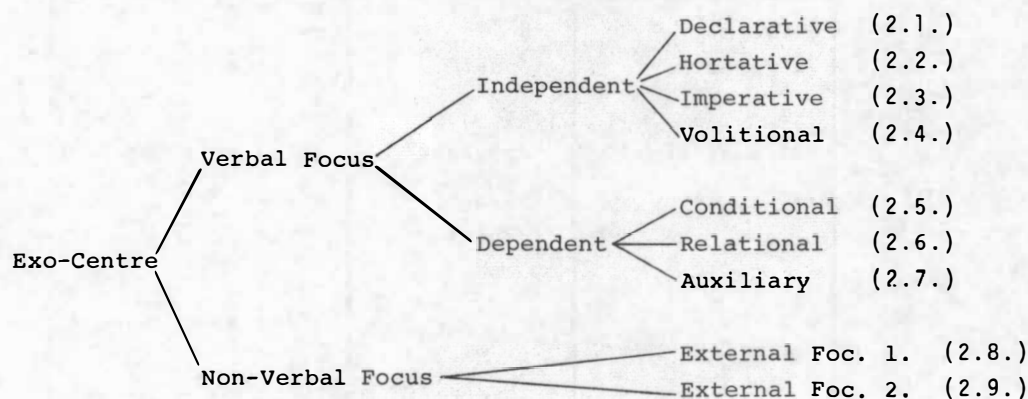 Declarative (2.1.)
Hortative (2.2.)
Independent
Imperative (2.3.)
Volitional (2.4.)
Verbal Focus
Conditional (2.5.)
Dependent Relational (2.6.)
Exo-Centre
Auxiliary (2.7.)
External Foc. 1. (2.8.)
Non-Verbal Focus
External Foc. 2. (2.9.)